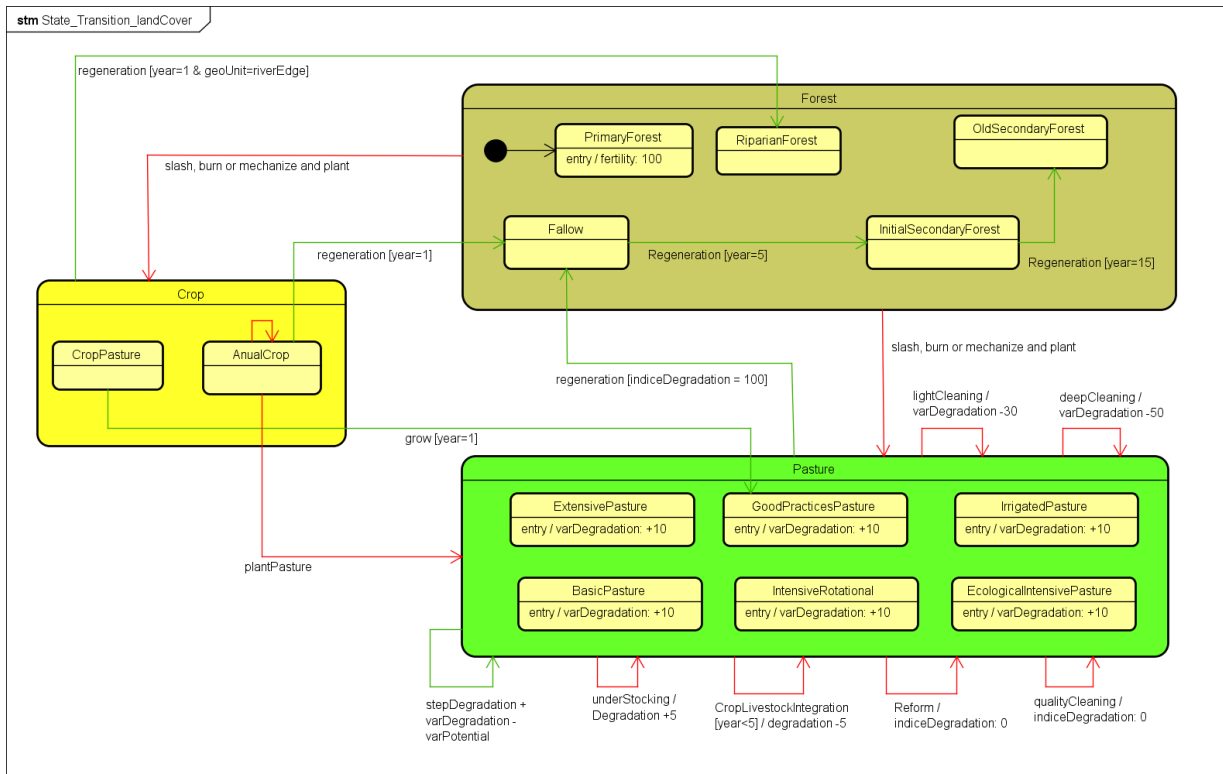 stm State_Transition_landCover
regeneration [year=1 & geoUnit=riverEdge]
Forest
PrimaryForest
entry / fertility: 100
RiparianForest
OldSecondaryForest
slash, burn or mechanize and plant
Fallow
InitialSecondaryForest
regeneration [year=1]
Regeneration [year=5]
Regeneration [year=15]
Crop
CropPasture
AnualCrop
slash, burn or mechanize and plant
regeneration [indiceDegradation = 100]
lightCleaning /
varDegradation -30
deepCleaning /
varDegradation -50
grow [year=1]
Pasture
ExtensivePasture
entry / varDegradation: +10
GoodPracticesPasture
entry / varDegradation: +10
IrrigatedPasture
entry / varDegradation: +10
plantPasture
BasicPasture
entry / varDegradation: +10
IntensiveRotational
entry / varDegradation: +10
EcologicalIntensivePasture
entry / varDegradation: +10
stepDegradation +
varDegradation -
varPotential
underStocking /
Degradation +5
CropLivestockIntegration
[year<5] / degradation -5
Reform /
indiceDegradation: 0
qualityCleaning /
indiceDegradation: 0